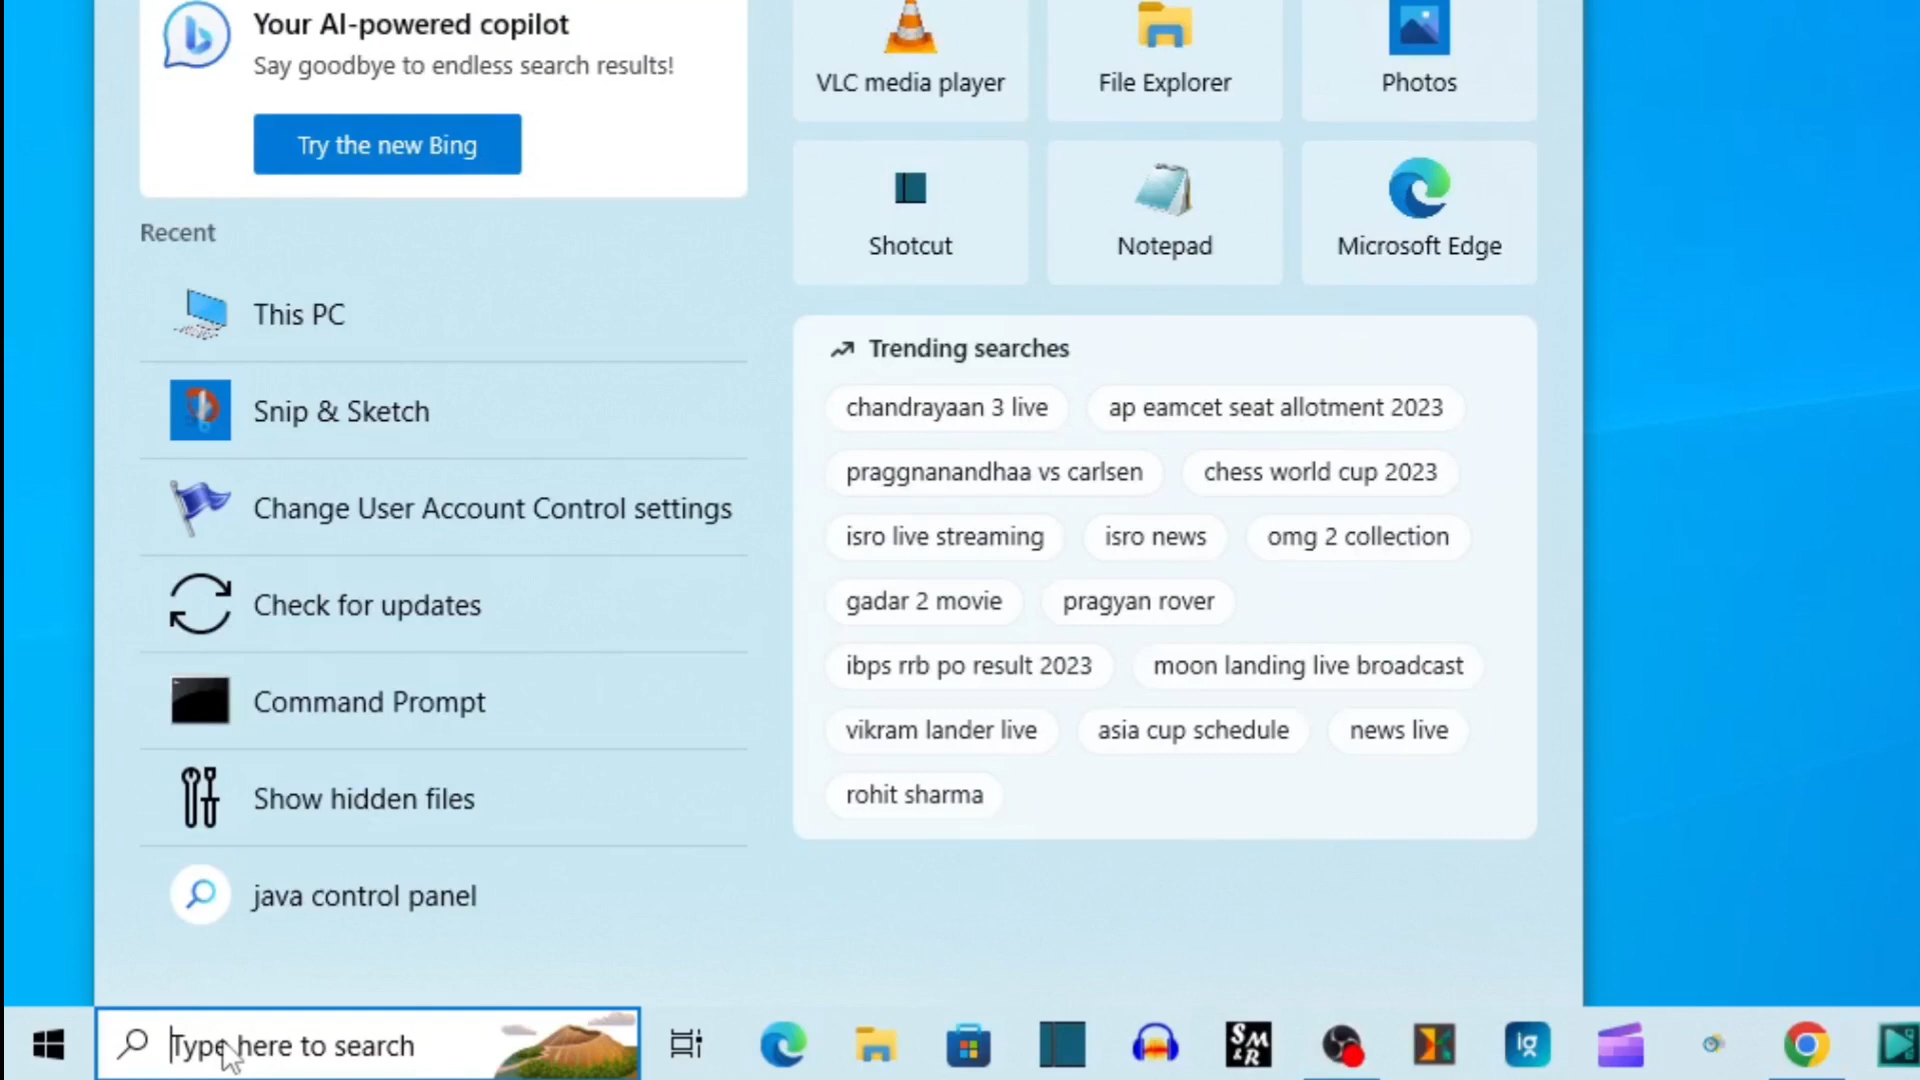 Your AI-powered copilot
Say goodbye to endless search results!
Try the new Bing
Recent
This PC
Snip & Sketch
Change User Account Control settings
Check for updates
Command Prompt
Show hidden files
java control panel
VLC media player
File Explorer
Photos
Shotcut
Notepad
Microsoft Edge
Trending searches
chandrayaan 3 live
ap eamcet seat allotment 2023
praggnanandhaa vs carlsen
chess world cup 2023
isro live streaming
isro news
omg 2 collection
gadar 2 movie
pragyan rover
ibps rrb po result 2023
moon landing live broadcast
vikram lander live
asia cup schedule
news live
rohit sharma
Type here to search
SM
&R
ig